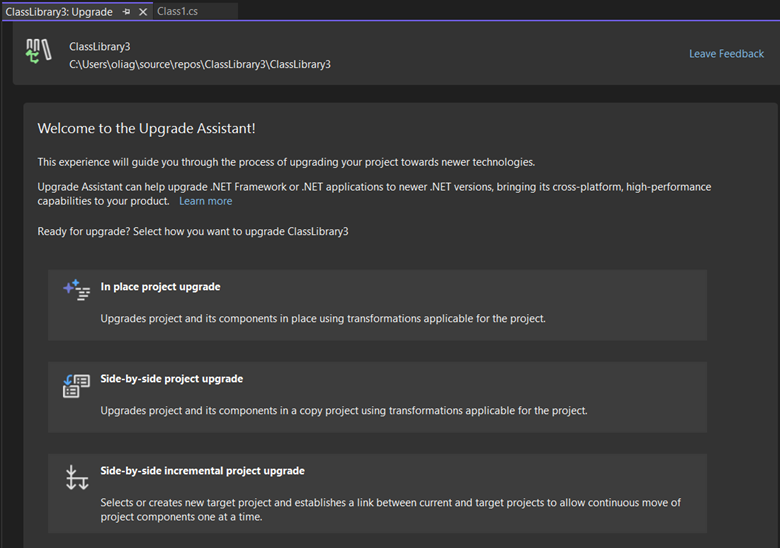 ClassLibrary3: Upgrade Class1.cs
ClassLibrary3
C:\Users\oliag\source\repos\ClassLibrary3\ClassLibrary3
Leave Feedback
Welcome to the Upgrade Assistant!
This experience will guide you through the process of upgrading your project towards newer technologies.
Upgrade Assistant can help upgrade .NET Framework or .NET applications to newer .NET versions, bringing its cross-platform, high-performance
capabilities to your product. Learn more
Ready for upgrade? Select how you want to upgrade ClassLibrary3
In place project upgrade
Upgrades project and its components in place using transformations applicable for the project.
Side-by-side project upgrade
Upgrades project and its components in a copy project using transformations applicable for the project.
Side-by-side incremental project upgrade
Selects or creates new target project and establishes a link between current and target projects to allow continuous move of
project components one at a time.